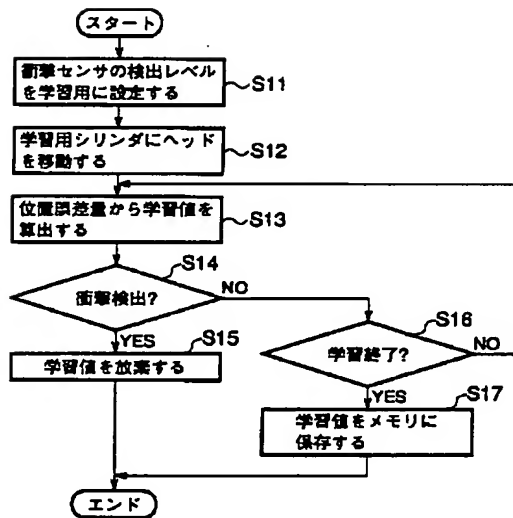 スタート
衝撃センサの検出レベル
を学習用に設定する
S11
学習用シリンダにヘッド
を移動する
S12
位置誤差量から学習値を
算出する
S13
S14
衝撃検出?
NO
YES
S15
学習値を放棄する
S16
学習終了?
NO
YES
S17
学習値をメモリに
保存する
エンド